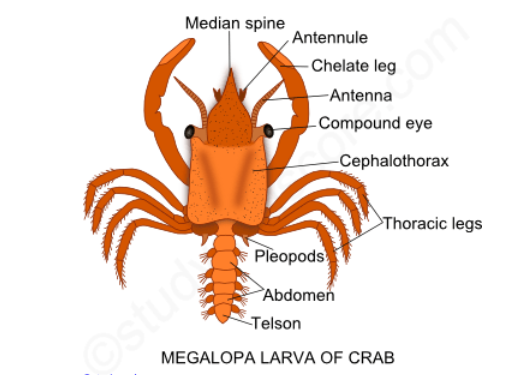 Median spine
Antennule
Chelate leg
Antenna
Compound eye
Cephalothorax
Thoracic legs
Pleopods
Abdomen
Telson
MEGALOPA LARVA OF CRAB